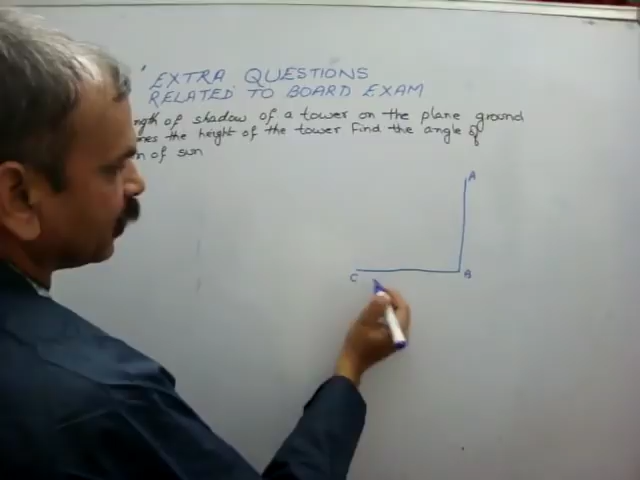 EXTRA QUESTIONS
RELATED TO BOARD EXAM
ngth of shadow of a tower on the plane ground
mes the height of the tower Find the angle of
n of sun
A
C
B